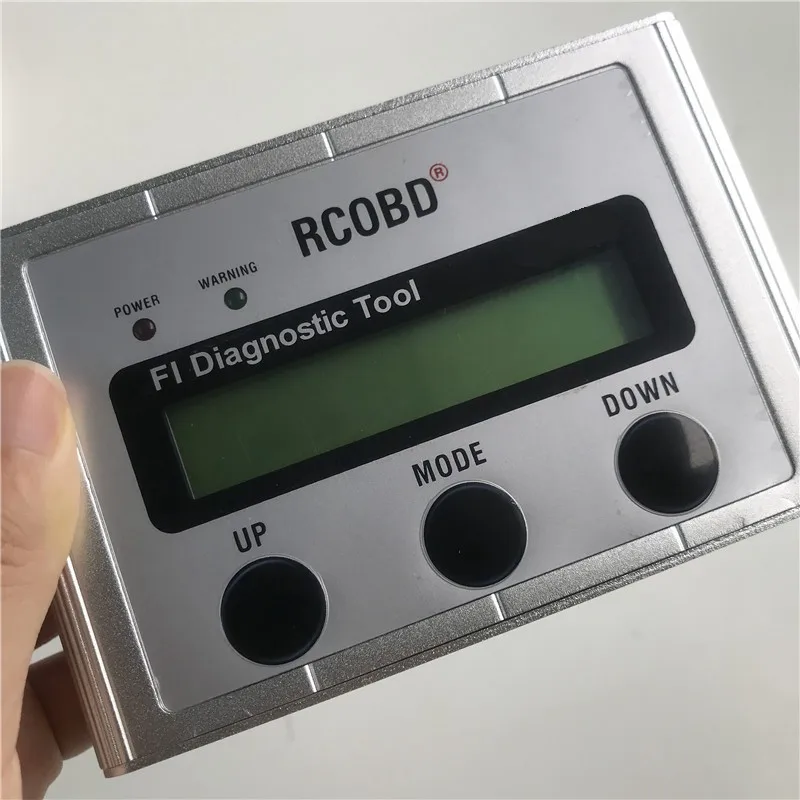 RCOBD®
POWER
WARNING
FI Diagnostic Tool
UP
MODE
DOWN